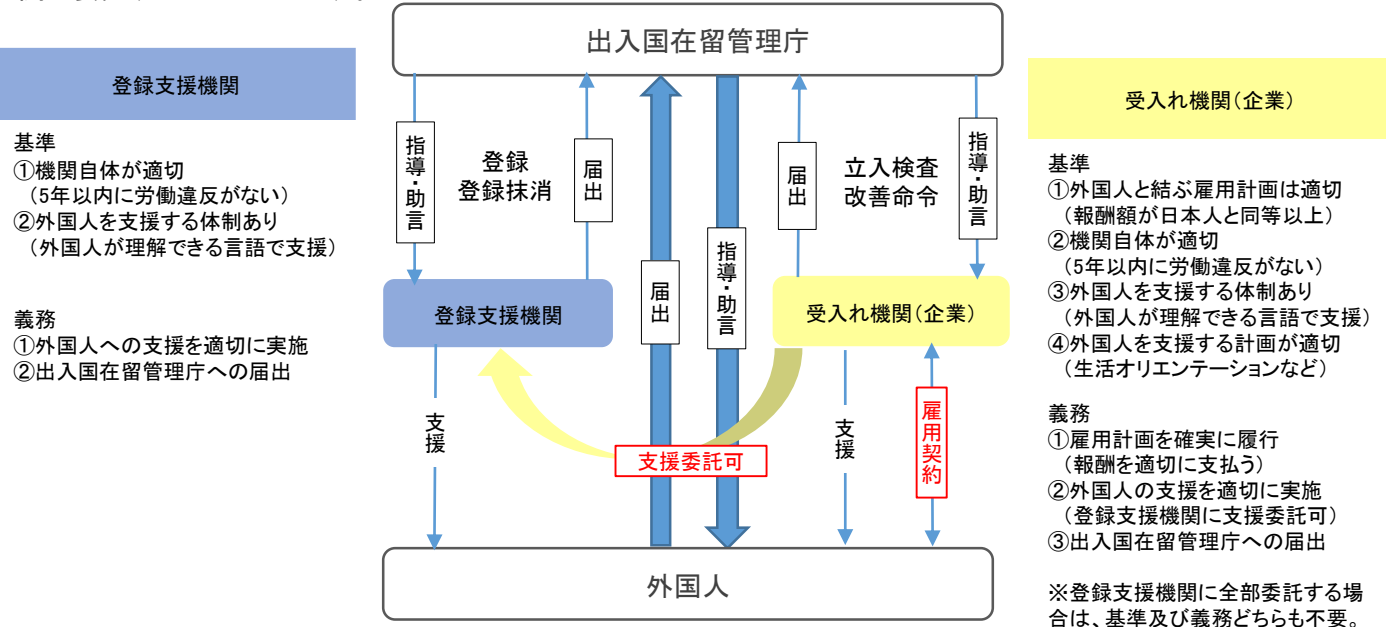 出入国在留管理庁
登録支援機関
基準
①機関自体が適切
(5年以内に労働違反がない)
②外国人を支援する体制あり
(外国人が理解できる言語で支援)
義務
①外国人への支援を適切に実施
②出入国在留管理庁への届出
指導・助言
登録
登録抹消
届出
届出
指導・助言
届出
立入検査
改善命令
指導・助言
登録支援機関
受入れ機関(企業)
支援
支援委託可
支援
雇用契約
外国人
受入れ機関(企業)
基準
①外国人と結ぶ雇用計画は適切
(報酬額が日本人と同等以上)
②機関自体が適切
(5年以内に労働違反がない)
③外国人を支援する体制あり
(外国人が理解できる言語で支援)
④外国人を支援する計画が適切
(生活オリエンテーションなど)
義務
①雇用計画を確実に履行
(報酬を適切に支払う)
②外国人の支援を適切に実施
(登録支援機関に支援委託可)
③出入国在留管理庁への届出
※登録支援機関に全部委託する場
合は、基準及び義務どちらも不要。